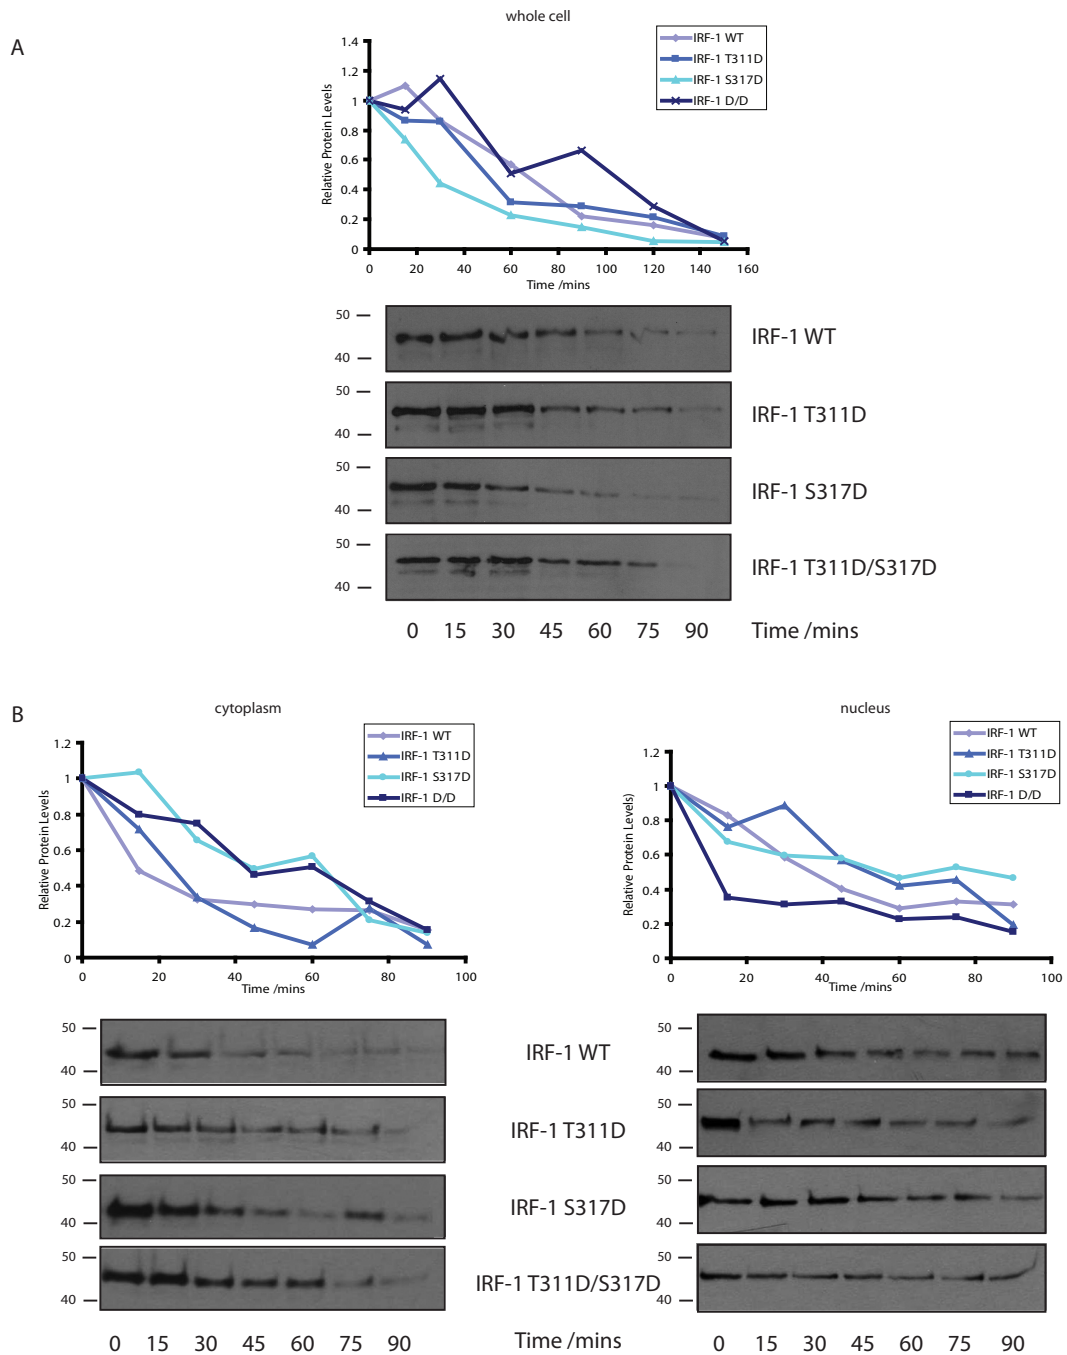 A
whole cell
IRF-1 WT
IRF-1 T311D
IRF-1 S317D
IRF-1 D/D
Relative Protein Levels
1.4
1.2
1
0.8
0.6
0.4
0.2
0
0 20 40 60 80 100 120 140 160
Time /mins
50
40
IRF-1 WT
50
40
IRF-1 T311D
50
40
IRF-1 S317D
50
40
IRF-1 T311D/S317D
0 15 30 45 60 75 90 Time /mins
B
cytoplasm
IRF-1 WT
IRF-1 T311D
IRF-1 S317D
IRF-1 D/D
Relative Protein Levels
1.2
1
0.8
0.6
0.4
0.2
0
0 20 40 60 80 100
Time /mins
nucleus
IRF-1 WT
IRF-1 T311D
IRF-1 S317D
IRF-1 D/D
Relative Protein Levels)
1.2
1
0.8
0.6
0.4
0.2
0
0 20 40 60 80 100
Time /mins
50 50
40 IRF-1 WT 40
50 50
40 IRF-1 T311D 40
50 50
40 IRF-1 S317D 40
50 50
40 IRF-1 T311D/S317D 40
0 15 30 45 60 75 90 Time /mins 0 15 30 45 60 75 90